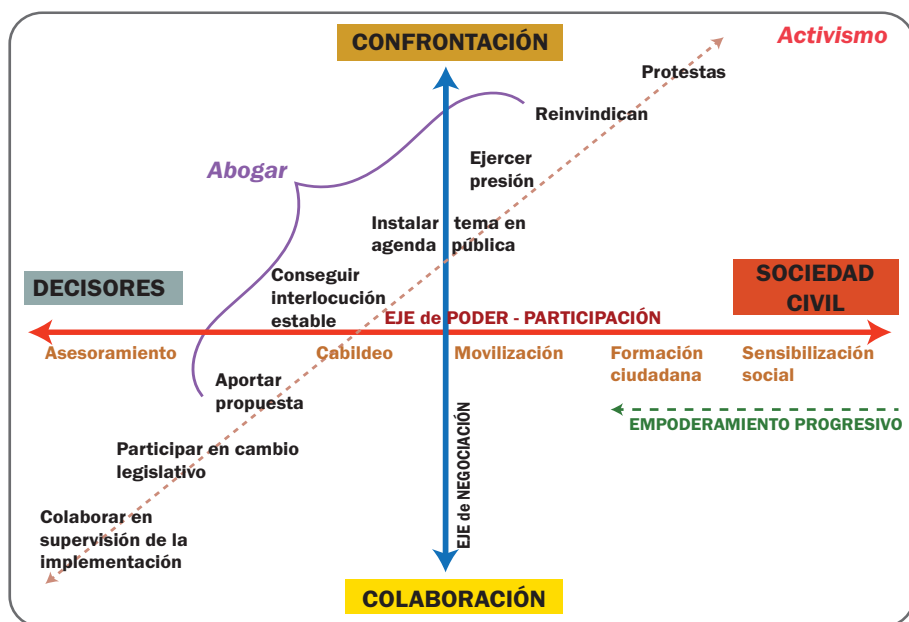 CONFRONTACIÓN
Activismo
Protestas
Reinvindican
Ejercer
presión
Abogar
Instalar tema en
agenda pública
Conseguir
interlocución
estable
DECISORES
SOCIEDAD
CIVIL
EJE de PODER - PARTICIPACIÓN
Asesoramiento
Cabildeo
Movilización
Formación
ciudadana
Sensibilización
social
Aportar
propuesta
EMPODERAMIENTO PROGRESIVO
Participar en cambio
legislativo
EJE de NEGOCIACIÓN
Colaborar en
supervisión de la
implementación
COLABORACIÓN